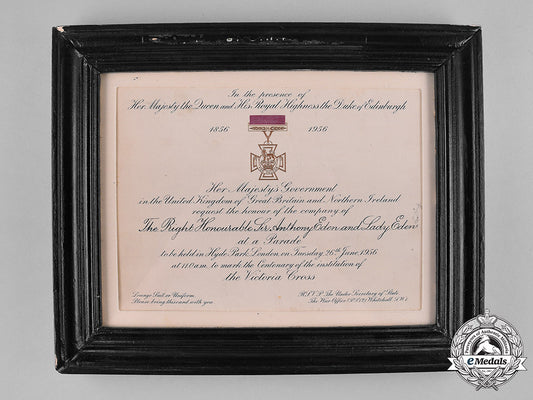 In the presence of
Her Majesty the Queen and His Royal Highness the Duke of Edinburgh
1856 1956
Her Majesty's Government
in the United Kingdom of Great Britain and Northern Ireland
request the honour of the company of
The Right Honourable Sir Anthony Eden and Lady Eden
at a Parade
to be held in Hyde Park, London, on Tuesday 26th June, 1956
at 11.0 a.m. to mark the Centenary of the institution of
the Victoria Cross
Lounge Suit or Uniform.
Please bring this card with you
R.S.V.P. The Under Secretary of State
The War Office Whitehall, S.W.1.
eMedals